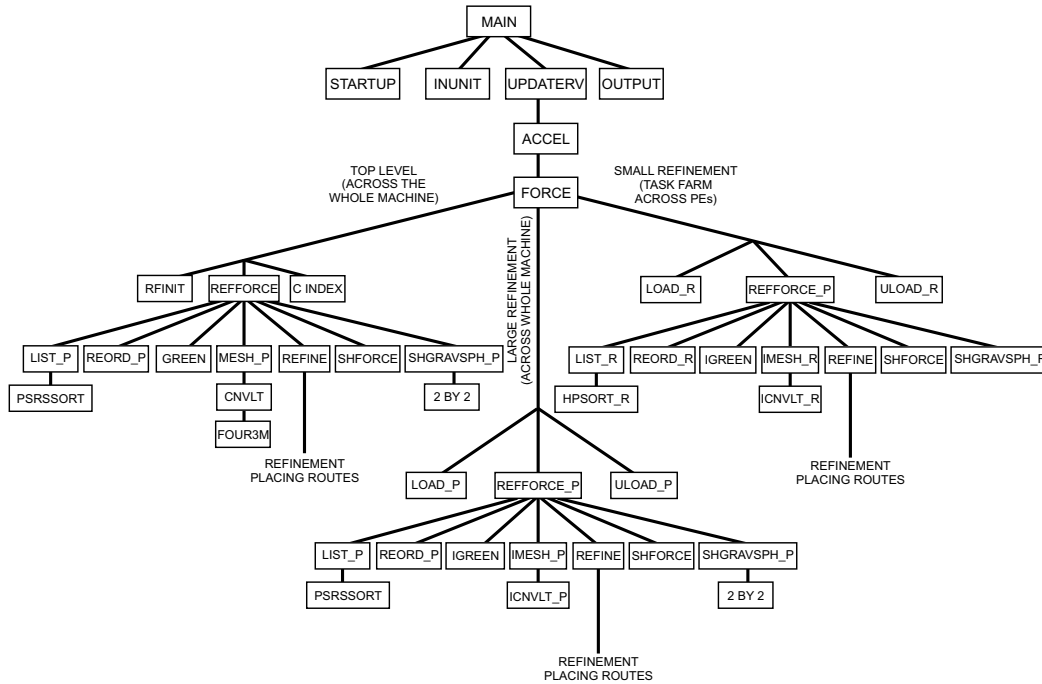 MAIN
STARTUP
INUNIT
UPDATERV
OUTPUT
ACCEL
TOP LEVEL
(ACROSS THE
WHOLE MACHINE)
SMALL REFINEMENT
(TASK FARM
ACROSS PEs)
FORCE
LARGE REFINEMENT
(ACROSS WHOLE MACHINE)
RFINIT
REFFORCE
C INDEX
LIST_P
REORD_P
GREEN
MESH_P
REFINE
SHFORCE
SHGRAVSPH_P
PSRSSORT
CNVLT
2 BY 2
FOUR3M
REFINEMENT
PLACING ROUTES
LOAD_R
REFFORCE_P
ULOAD_R
LIST_R
REORD_R
IGREEN
IMESH_R
REFINE
SHFORCE
SHGRAVSPH_R
HPSORT_R
ICNVLT_R
REFINEMENT
PLACING ROUTES
LOAD_P
REFFORCE_P
ULOAD_P
LIST_P
REORD_P
IGREEN
IMESH_P
REFINE
SHFORCE
SHGRAVSPH_P
PSRSSORT
ICNVLT_P
2 BY 2
REFINEMENT
PLACING ROUTES